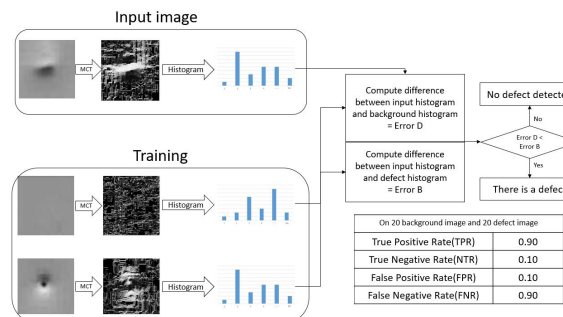 Input image
MCT
Histogram
Training
MCT
Histogram
MCT
Histogram
Compute difference
between input histogram
and background histogram
= Error D
Compute difference
between input histogram
and defect histogram
= Error B
No defect detecte
No
Error D <
Error B
Yes
There is a defec
On 20 background image and 20 defect image
True Positive Rate(TPR) 0.90
True Negative Rate(NTR) 0.10
False Positive Rate(FPR) 0.10
False Negative Rate(FNR) 0.90